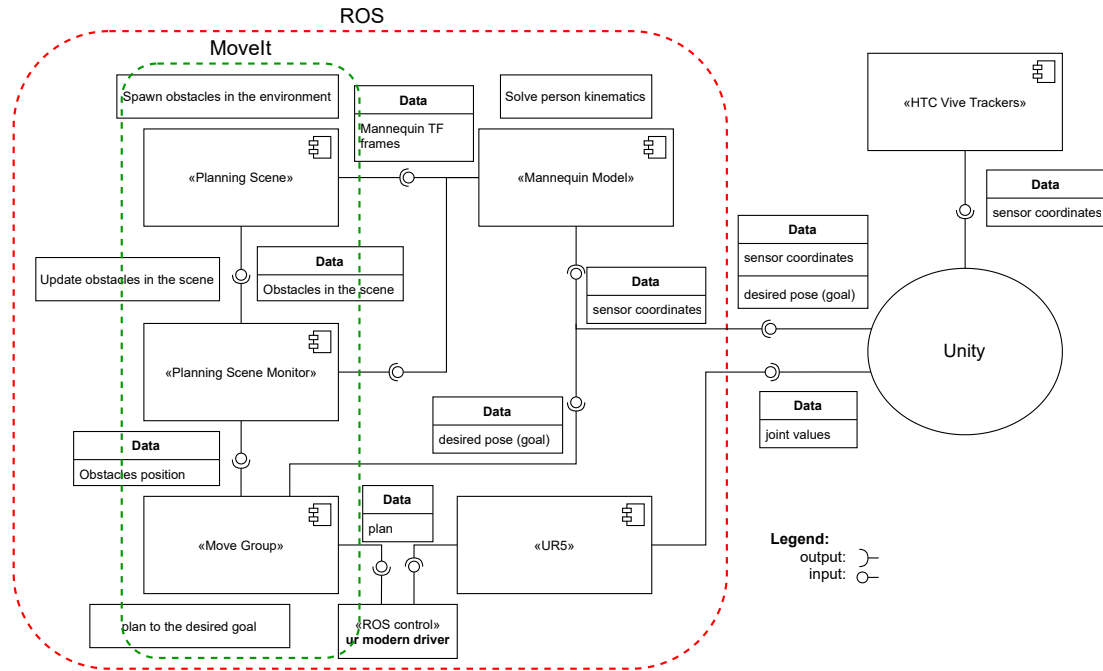 ROS
MoveIt
Spawn obstacles in the environment
Data
Mannequin TF
frames
Solve person kinematics
«HTC Vive Trackers»
«Planning Scene»
«Mannequin Model»
Data
sensor coordinates
Data
sensor coordinates
desired pose (goal)
Update obstacles in the scene
Data
Obstacles in the scene
Data
sensor coordinates
Unity
«Planning Scene Monitor»
Data
desired pose (goal)
Data
joint values
Data
Obstacles position
Data
plan
«Move Group»
«UR5»
Legend:
output:
input:
plan to the desired goal
«ROS control»
ur modern driver